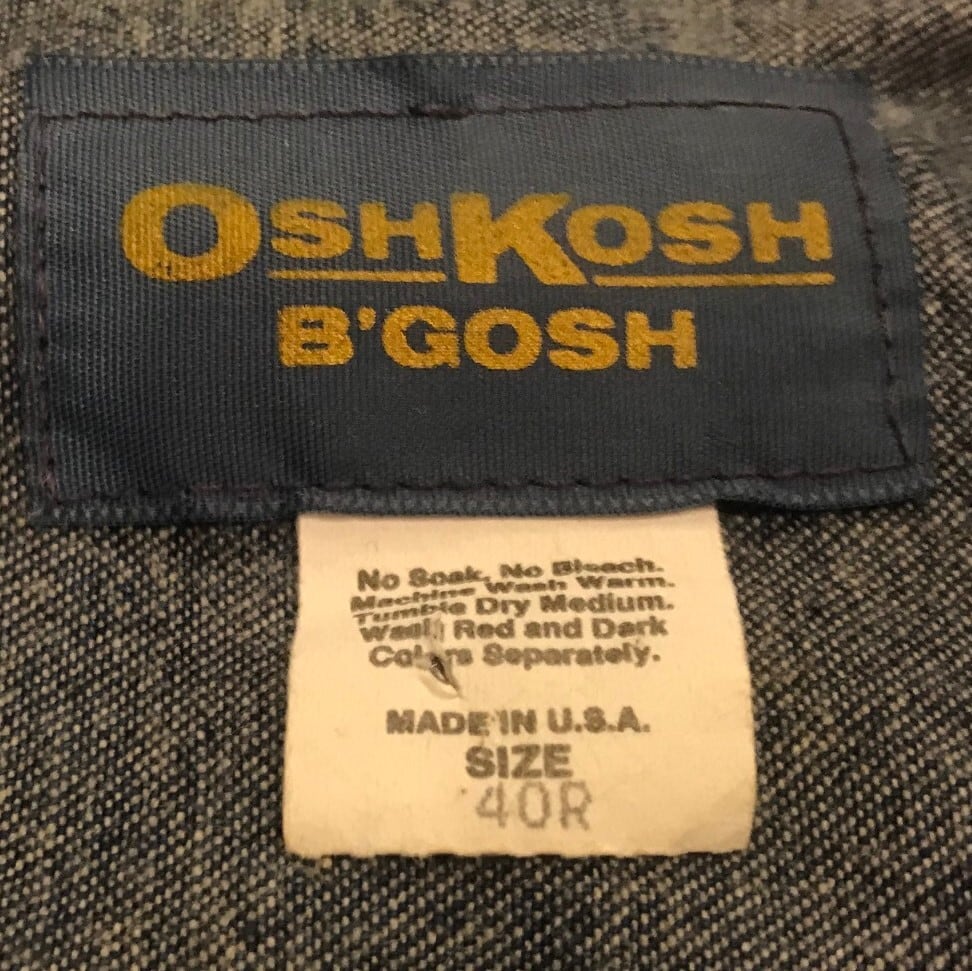 OSHKOSH
B'GOSH
No Soak, No Bleach.
Machine Wash Warm.
Tumble Dry Medium.
Wash Red and Dark
Colors Separately.
MADE IN U.S.A.
SIZE
40R